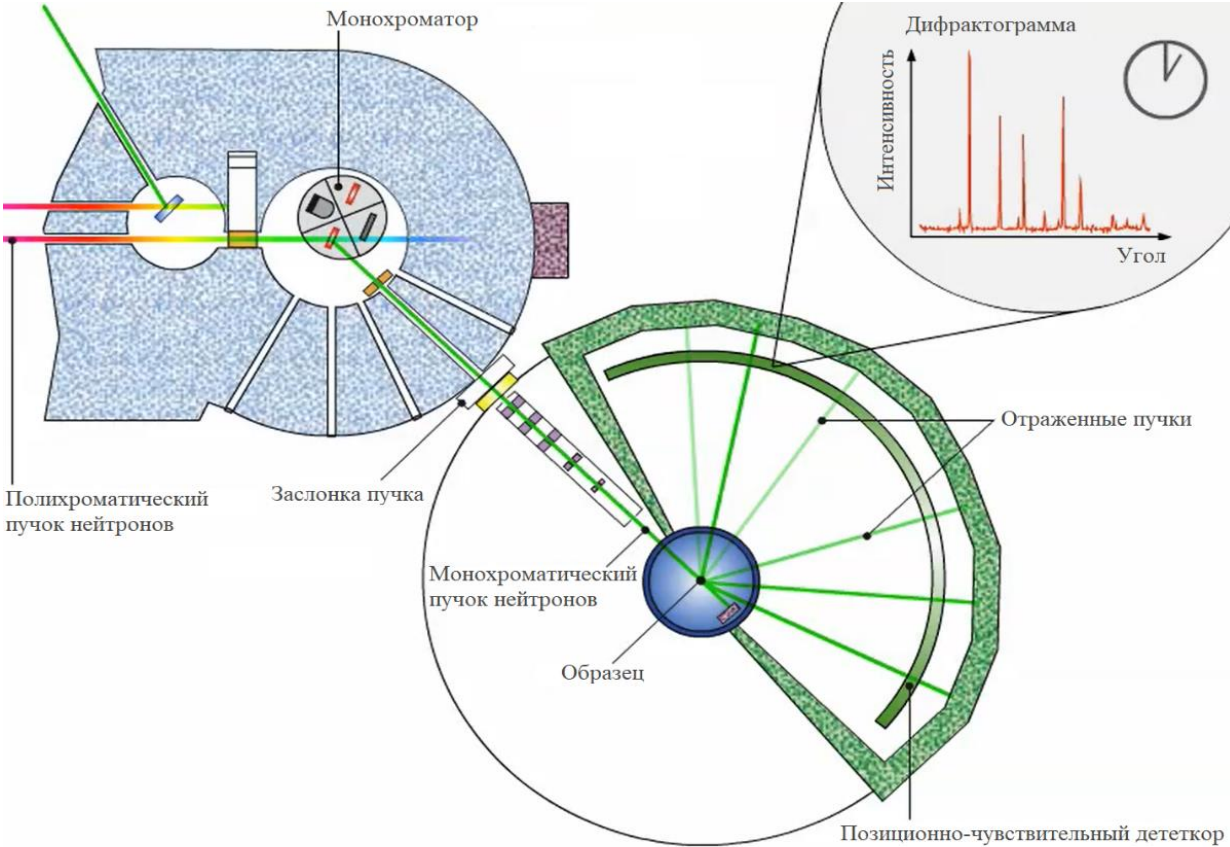 Монохроматор
Дифрактограмма
Интенсивность
Угол
Отраженные пучки
Полихроматический
пучок нейтронов
Заслонка пучка
Монохроматический
пучок нейтронов
Образец
Позиционно-чувствительный дететкор